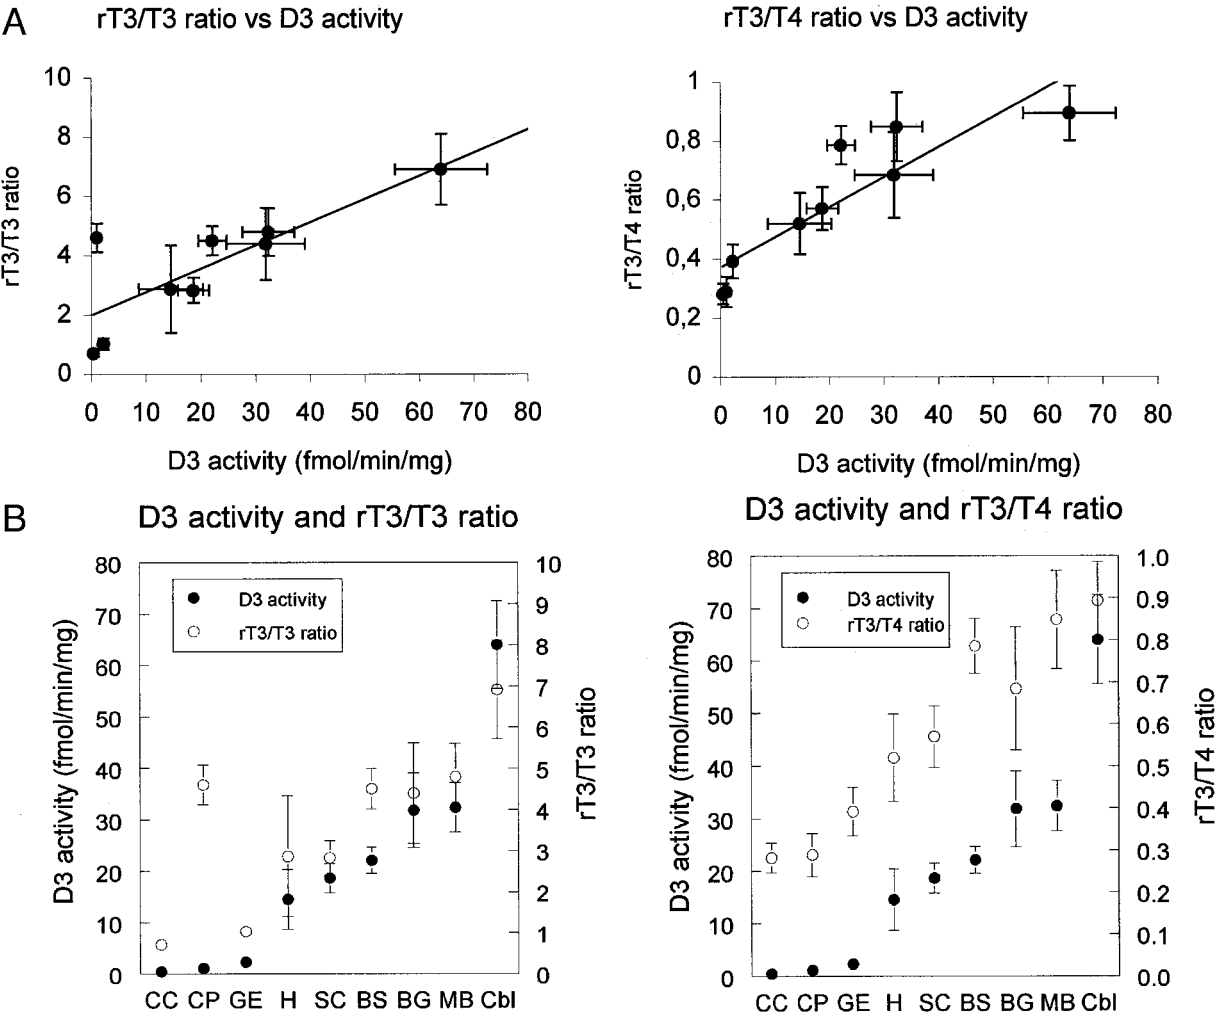 A
rT3/T3 ratio vs D3 activity
rT3/T3 ratio
10
8
6
4
2
0
0 10 20 30 40 50 60 70 80
D3 activity (fmol/min/mg)
rT3/T4 ratio vs D3 activity
rT3/T4 ratio
1
0,8
0,6
0,4
0,2
0
0 10 20 30 40 50 60 70 80
D3 activity (fmol/min/mg)
B
D3 activity and rT3/T3 ratio
D3 activity (fmol/min/mg)
80
70
60
50
40
30
20
10
0
D3 activity
rT3/T3 ratio
10
9
8
7
6
5
4
3
2
1
0
rT3/T3 ratio
CC CP GE H SC BS BG MB Cbl
D3 activity and rT3/T4 ratio
D3 activity (fmol/min/mg)
80
70
60
50
40
30
20
10
0
D3 activity
rT3/T4 ratio
1.0
0.9
0.8
0.7
0.6
0.5
0.4
0.3
0.2
0.1
0.0
rT3/T4 ratio
CC CP GE H SC BS BG MB Cbl